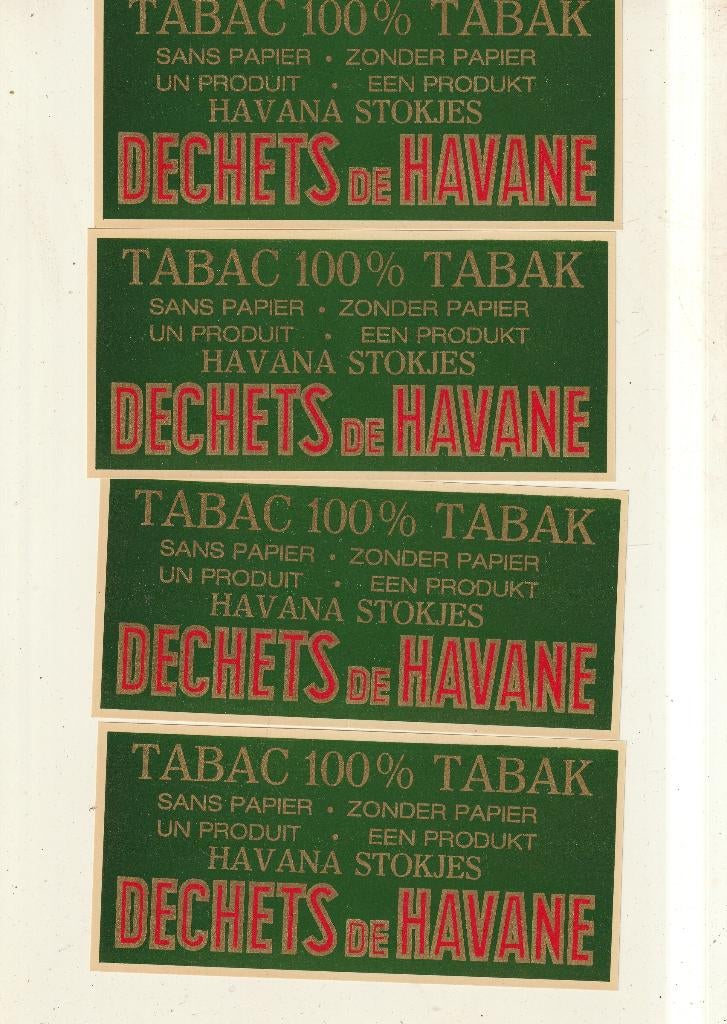 TABAC 100% TABAK
SANS PAPIER • ZONDER PAPIER
UN PRODUIT • EEN PRODUKT
HAVANA STOKJES
DECHETS DE HAVANE
TABAC 100% TABAK
SANS PAPIER • ZONDER PAPIER
UN PRODUIT • EEN PRODUKT
HAVANA STOKJES
DECHETS DE HAVANE
TABAC 100% TABAK
SANS PAPIER • ZONDER PAPIER
UN PRODUIT • EEN PRODUKT
HAVANA STOKJES
DECHETS DE HAVANE
TABAC 100% TABAK
SANS PAPIER • ZONDER PAPIER
UN PRODUIT • EEN PRODUKT
HAVANA STOKJES
DECHETS DE HAVANE